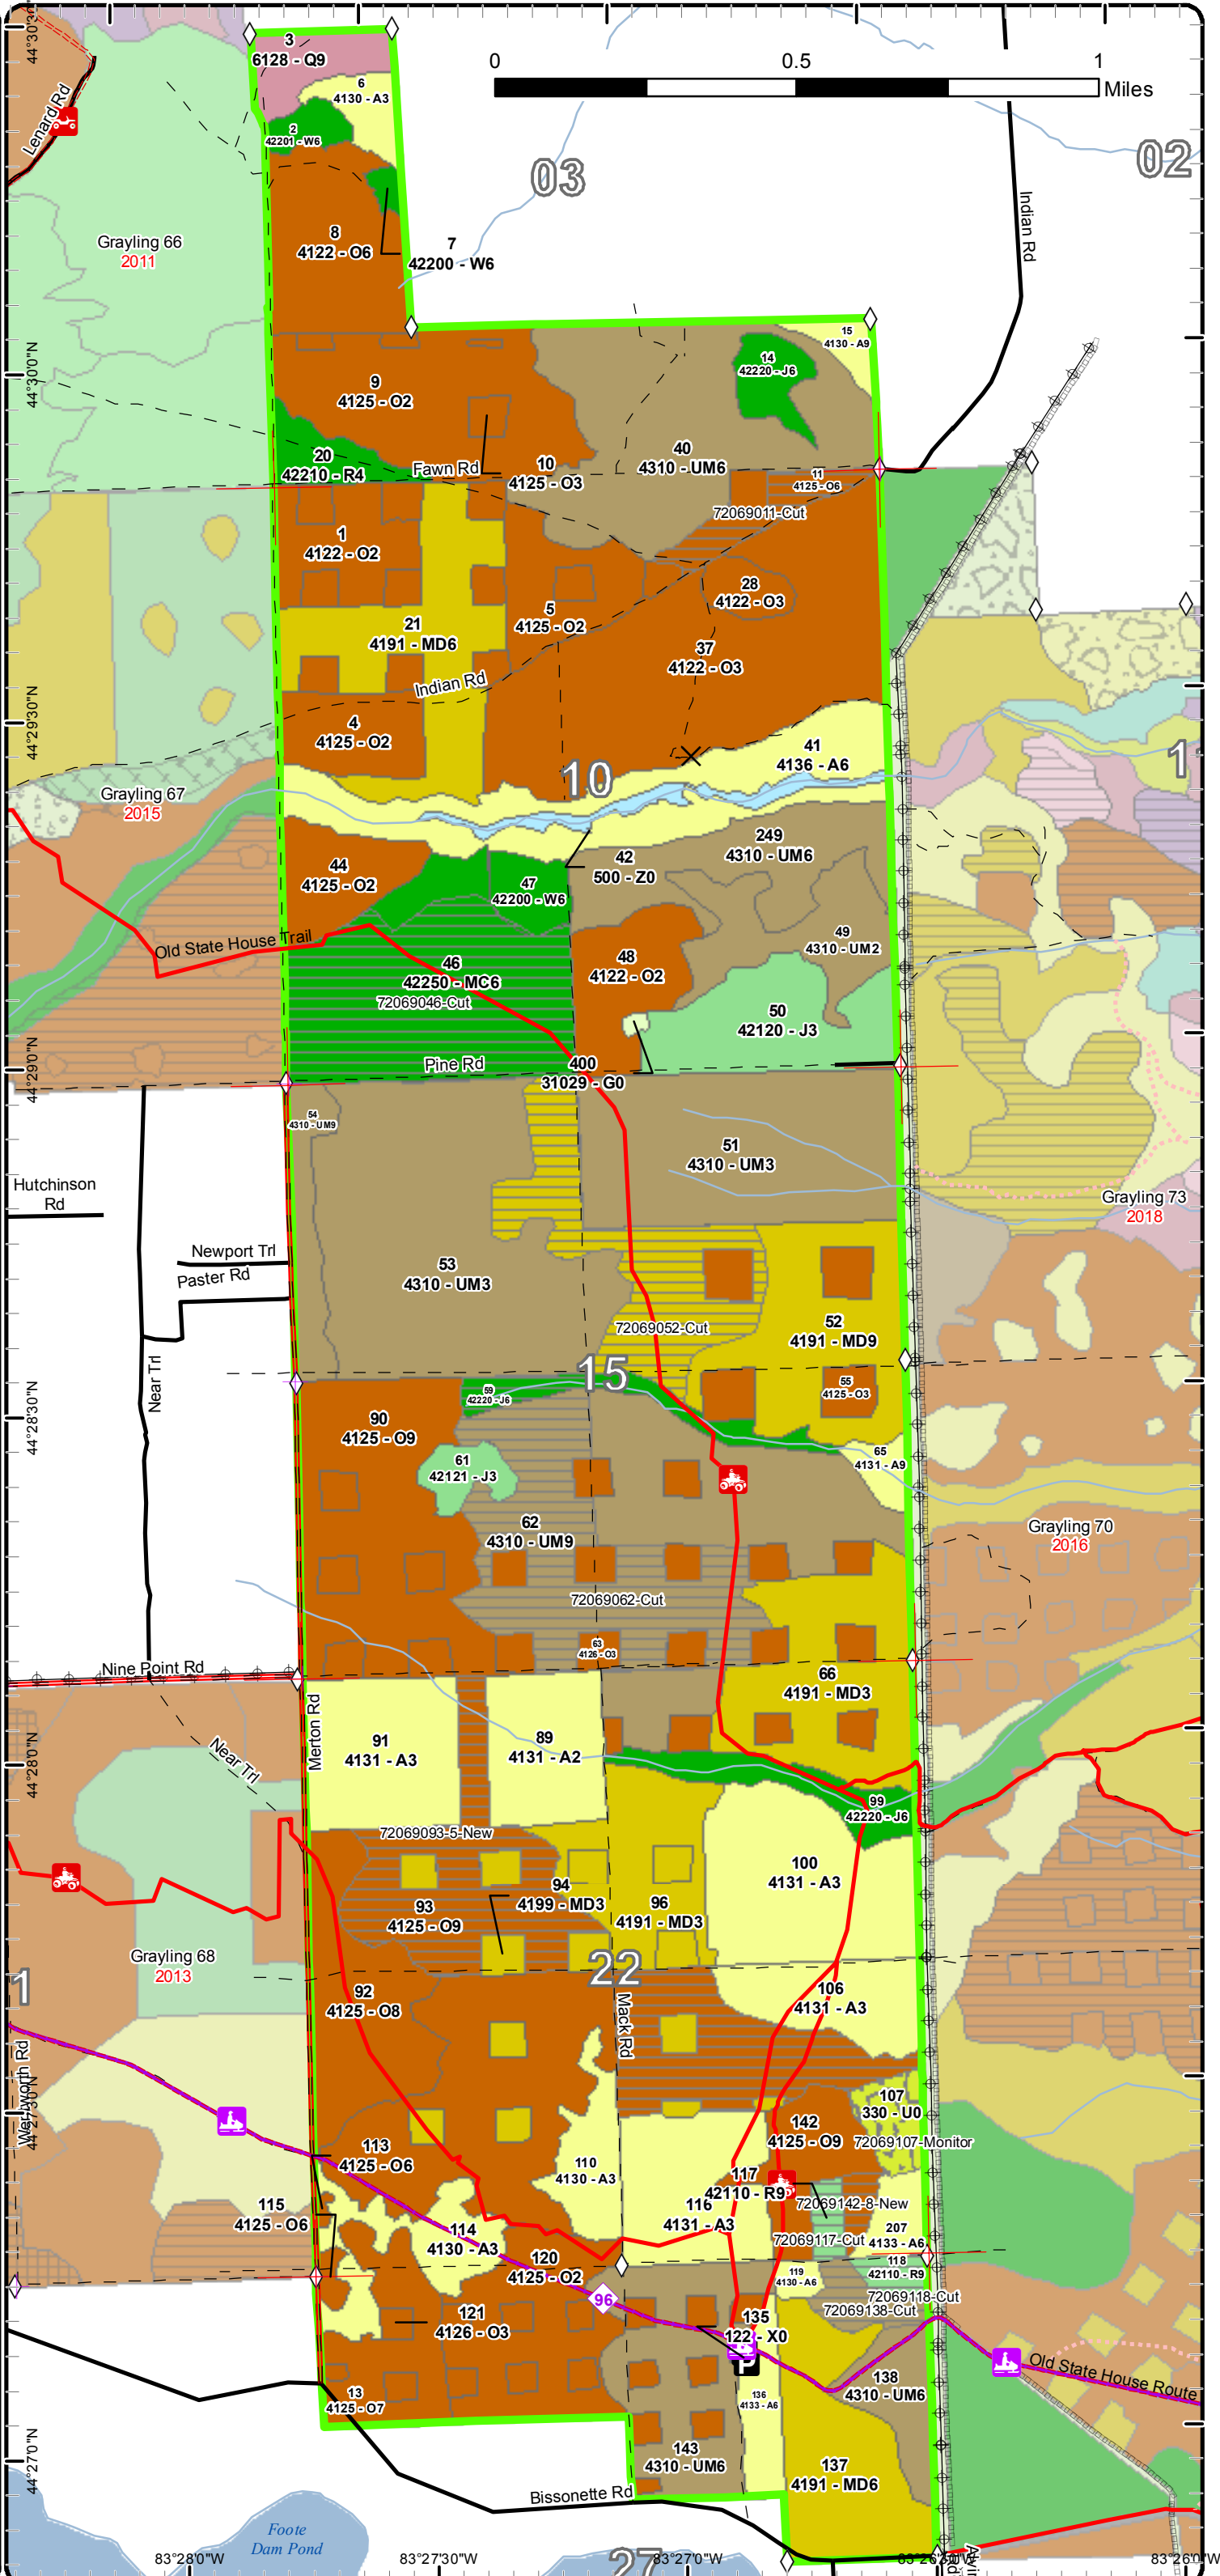 44°30'30"N
3
6128 - Q9
6
4130 - A3
2
42201 - W6
0
0.5
1
Miles
Lenard Rd
03
02
Indian Rd
8
4122 - O6
7
42200 - W6
Grayling 66
2011
15
4130 - A9
14
42220 - J6
44°30'0"N
9
4125 - O2
40
4310 - UM6
20
42210 - R4
Fawn Rd
10
4125 - O3
11
4125 - O6
72069011-Cut
1
4122 - O2
28
4122 - O3
5
4125 - O2
21
4191 - MD6
37
4122 - O3
Indian Rd
4
4125 - O2
44°29'30"N
41
4136 - A6
10
1
Grayling 67
2015
249
4310 - UM6
44
4125 - O2
42
500 - Z0
47
42200 - W6
Old State House Trail
49
4310 - UM2
48
4122 - O2
46
42250 - MC6
72069046-Cut
50
42120 - J3
Pine Rd
400
31029 - G0
44°29'0"N
54
4310 - UM9
51
4310 - UM3
Hutchinson
Rd
Grayling 73
2018
Newport Trl
Paster Rd
53
4310 - UM3
72069052-Cut
52
4191 - MD9
Near Trl
15
55
4125 - O3
59
42220 - J6
44°28'30"N
90
4125 - O9
65
4131 - A9
61
42121 - J3
62
4310 - UM9
Grayling 70
2016
72069062-Cut
63
4126 - O3
Nine Point Rd
66
4191 - MD3
Merton Rd
91
4131 - A3
89
4131 - A2
Near Trl
44°28'0"N
99
42220 - J6
72069093-5-New
100
4131 - A3
94
4199 - MD3
93
4125 - O9
96
4191 - MD3
Grayling 68
2013
22
1
92
4125 - O8
106
4131 - A3
Mack Rd
Wentworth Rd
44°27'30"N
107
330 - U0
142
4125 - O9
72069107-Monitor
113
4125 - O6
110
4130 - A3
117
42110 - R9
115
4125 - O6
116
4131 - A3
72069142-8-New
114
4130 - A3
72069117-Cut
207
4133 - A6
120
4125 - O2
118
42110 - R9
119
4130 - A6
72069118-Cut
72069138-Cut
96
121
4126 - O3
135
122 - X0
P
Old State House Route
138
4310 - UM6
136
4133 - A6
13
4125 - O7
143
4310 - UM6
137
4191 - MD6
44°27'0"N
Bissonette Rd
Foote
Dam Pond
83°28'0"W
83°27'30"W
83°27'0"W
27